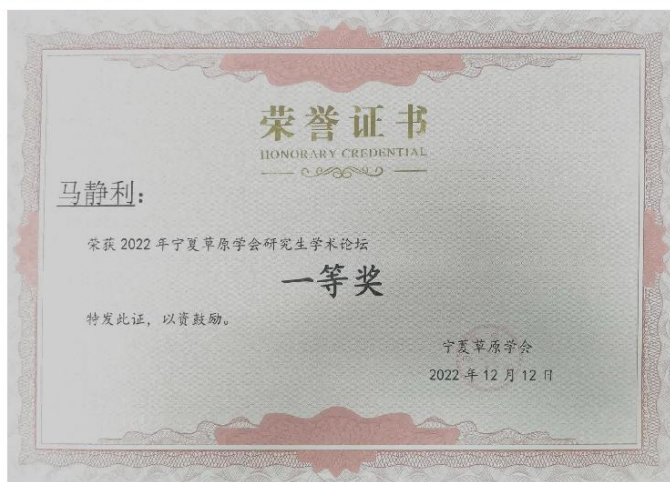 荣誉证书
HONORARY CREDENTIAL
马静利：
荣获 2022 年宁夏草原学会研究生学术论坛
一等奖
特发此证，以资鼓励。
宁夏草原学会
2022 年 12 月 12 日